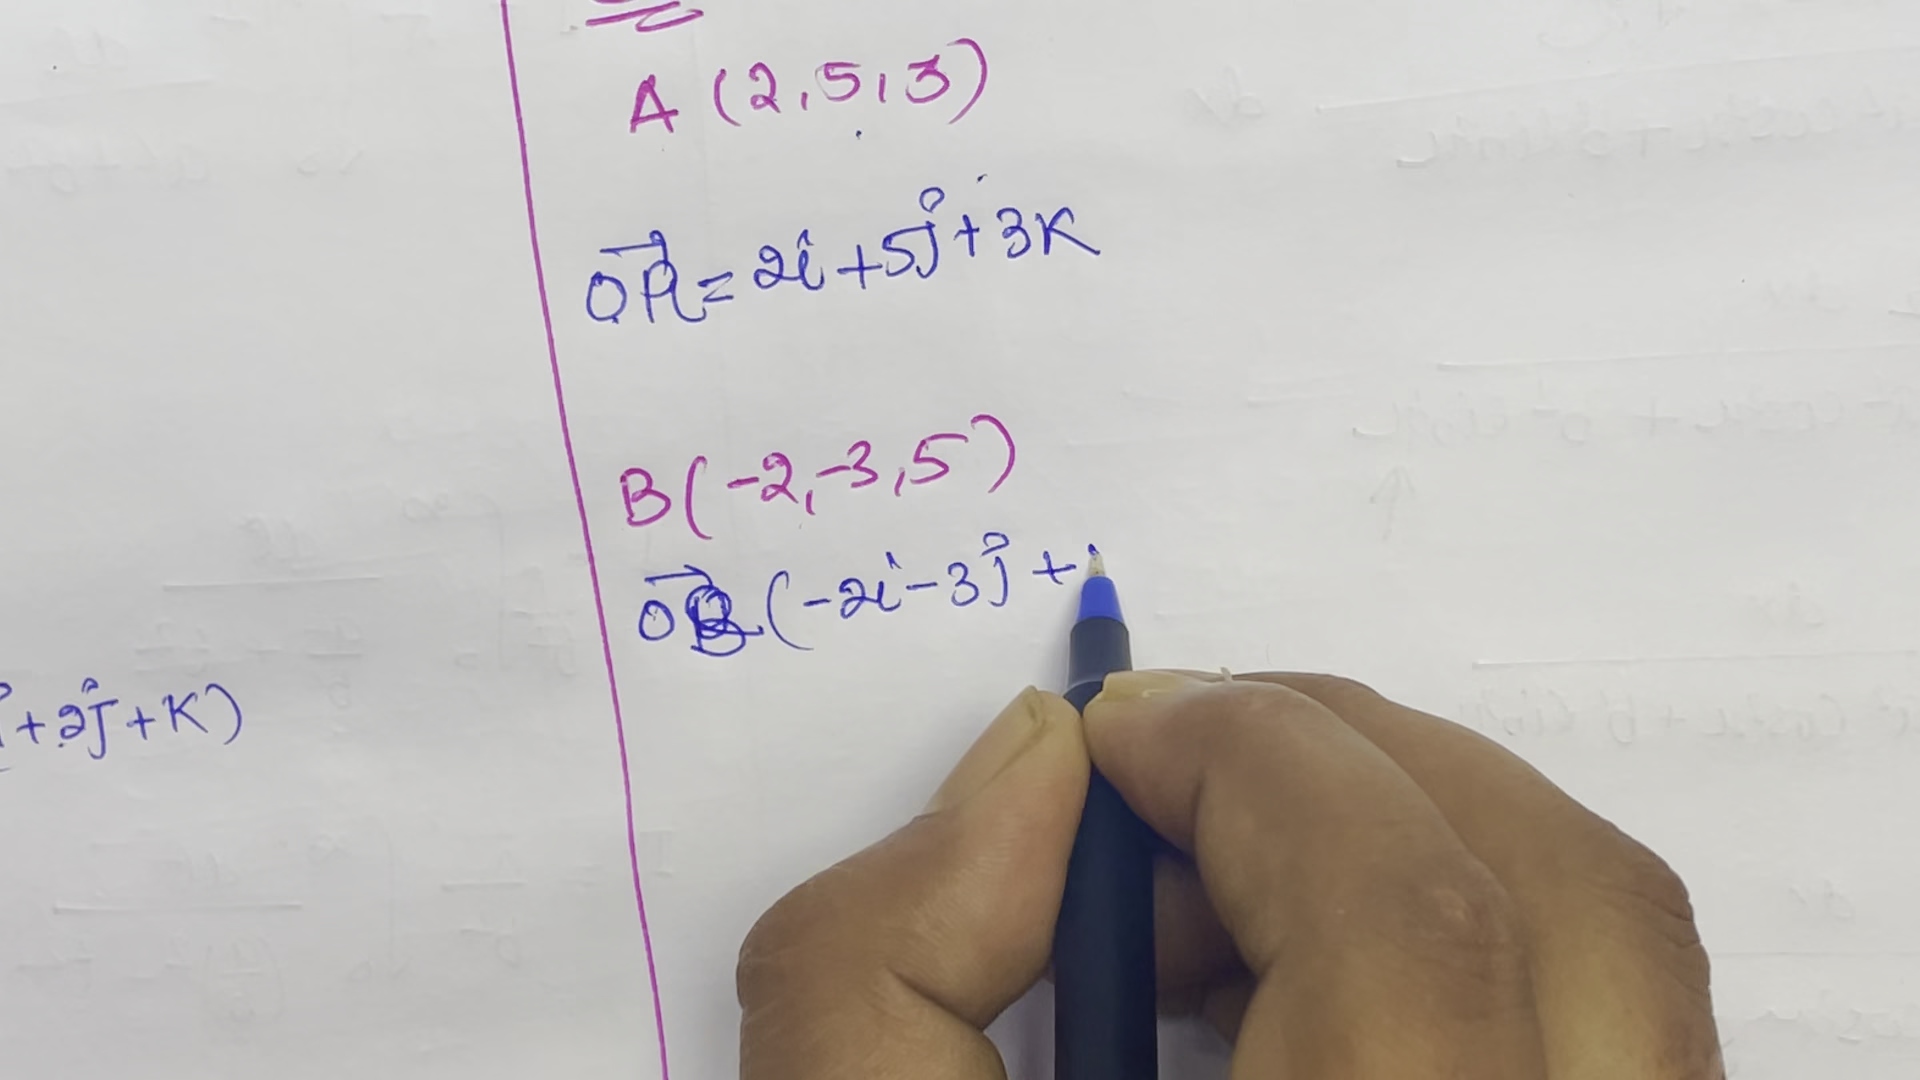 A (2,5,3)
OA = 2i + 5j + 3K
B (-2,-3,5)
OB (-2i - 3j +
+ 2j + K)